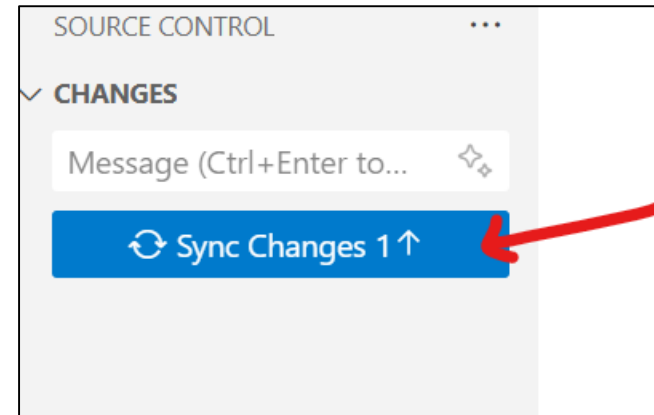 SOURCE CONTROL
CHANGES
Message (Ctrl+Enter to...
Sync Changes 1↑